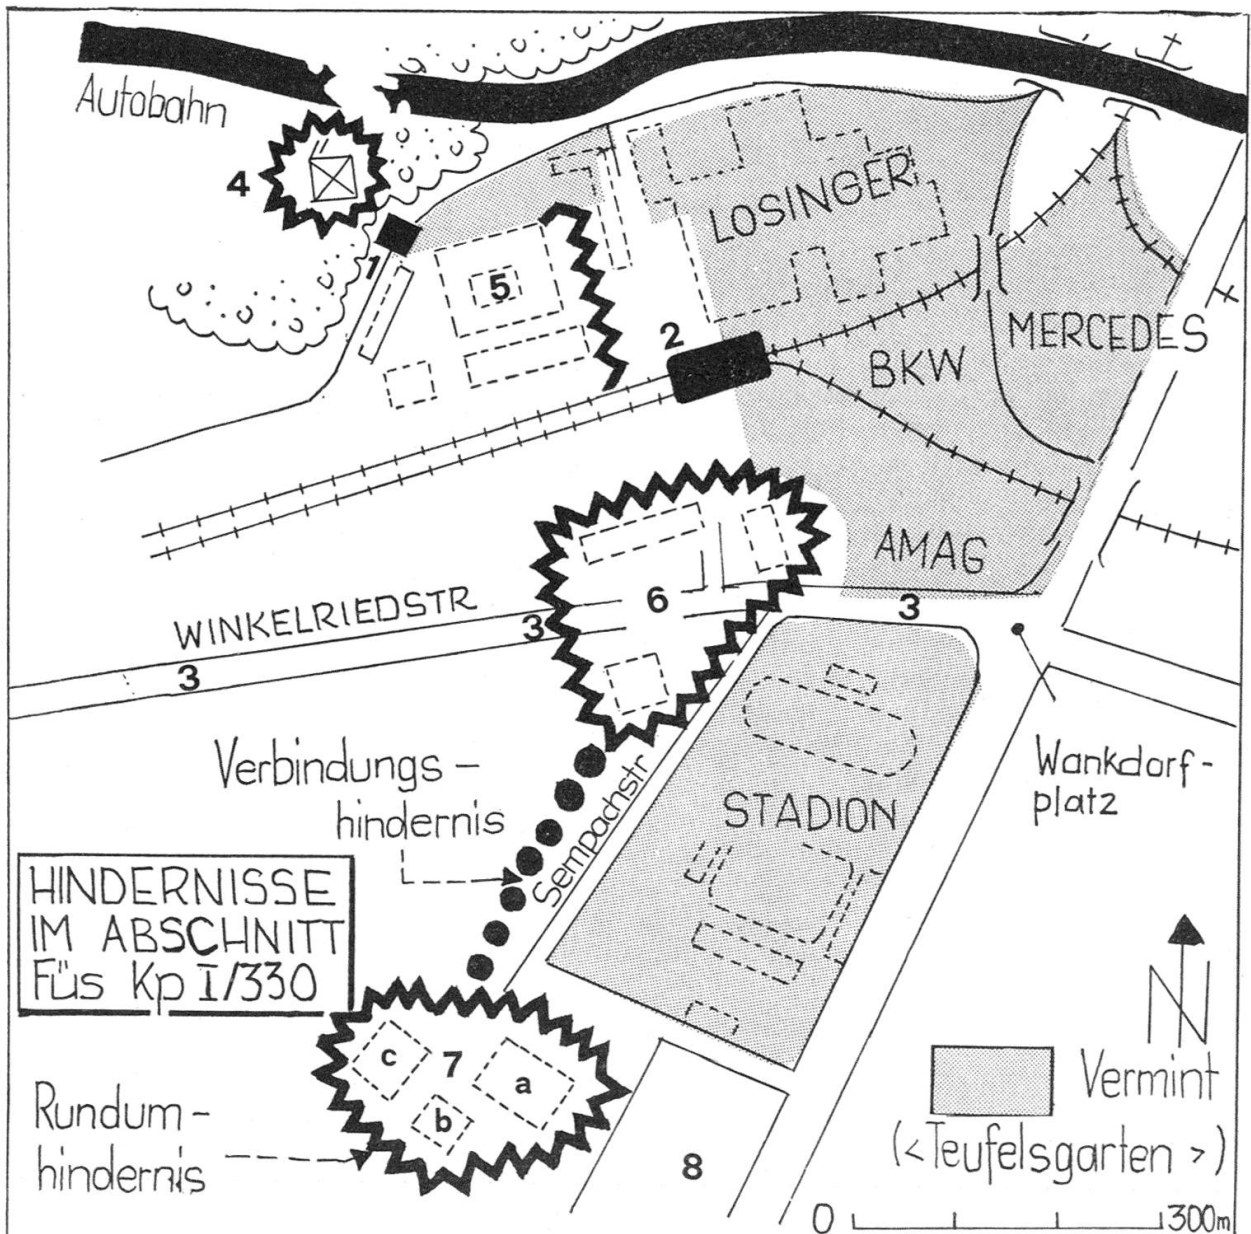 Autobahn
4
1
5
LOSINGER
2
MERCEDES
BKW
AMAG
WINKELRIEDSTR
3
3
6
3
Verbindungs-
hindernis
Sempachstr
STADION
Wankdorf-
platz
HINDERNISSE
IM ABSCHNITT
Füs Kp I/330
N
c
7
a
b
Rundum-
hindernis
8
Vermint
(<Teufelsgarten >)
0 300m